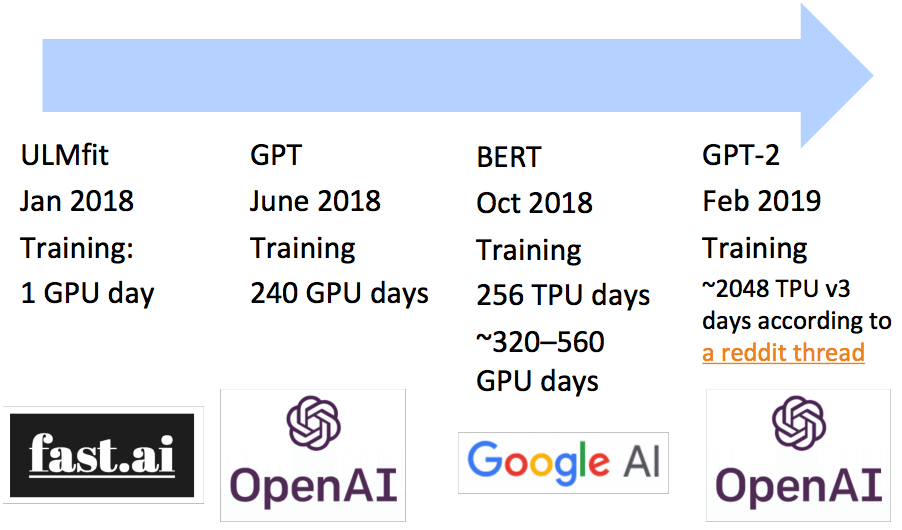 ULMfit
Jan 2018
Training:
1 GPU day
fast.ai
GPT
June 2018
Training
240 GPU days
OpenAI
BERT
Oct 2018
Training
256 TPU days
~320–560
GPU days
Google AI
GPT-2
Feb 2019
Training
~2048 TPU v3
days according to
a reddit thread
OpenAI